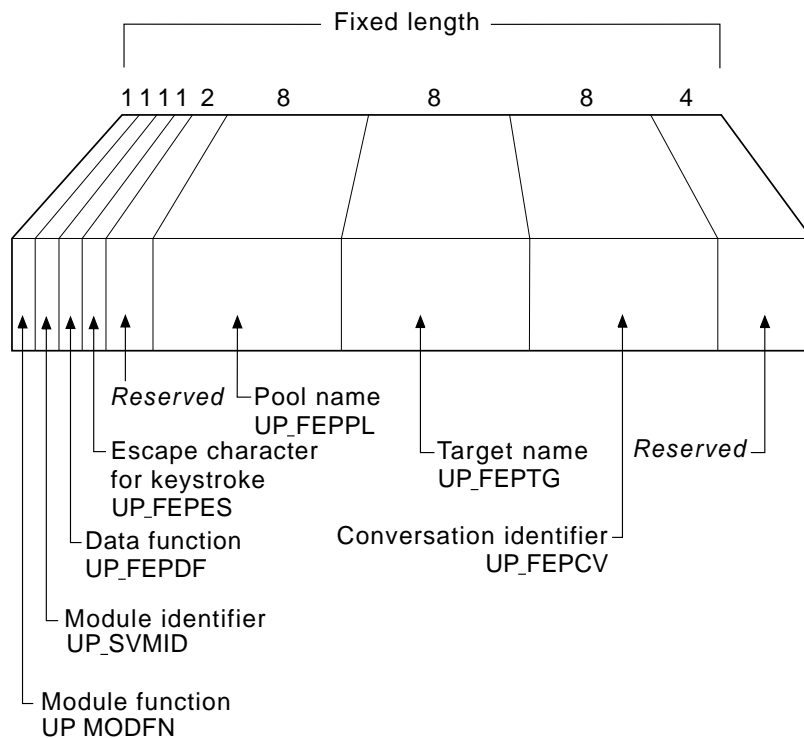 Fixed length
1 1 1 1 2 8 8 8 4
Reserved
Pool name
UP_FEPPL
Escape character
for keystroke
UP_FEPES
Target name
UP_FEPTG
Reserved
Data function
UP_FEPDF
Conversation identifier
UP_FEPCV
Module identifier
UP_SVMID
Module function
UP MODFN